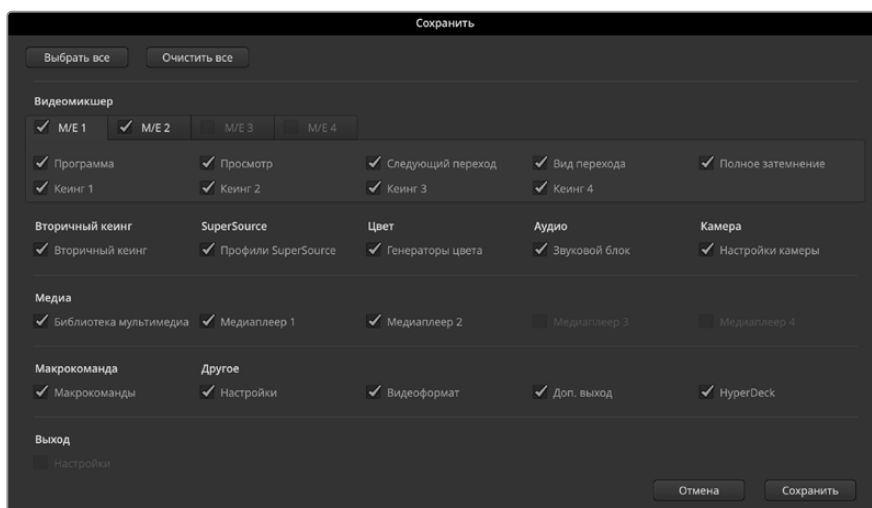 Сохранить
Выбрать все Очистить все
Видеомикшер
M/E 1 M/E 2 M/E 3 M/E 4
Программа Просмотр Следующий переход Вид перехода Полное затемнение
Кеинг 1 Кеинг 2 Кеинг 3 Кеинг 4
Вторичный кеинг SuperSource Цвет Аудио Камера
Вторичный кеинг Профили SuperSource Генераторы цвета Звуковой блок Настройки камеры
Медиа
Библиотека мультимедиа Медиаплеер 1 Медиаплеер 2 Медиаплеер 3 Медиаплеер 4
Макрокоманда Другое
Макрокоманды Настройки Видеоформат Доп. выход HyperDeck
Выход
Настройки
Отмена Сохранить